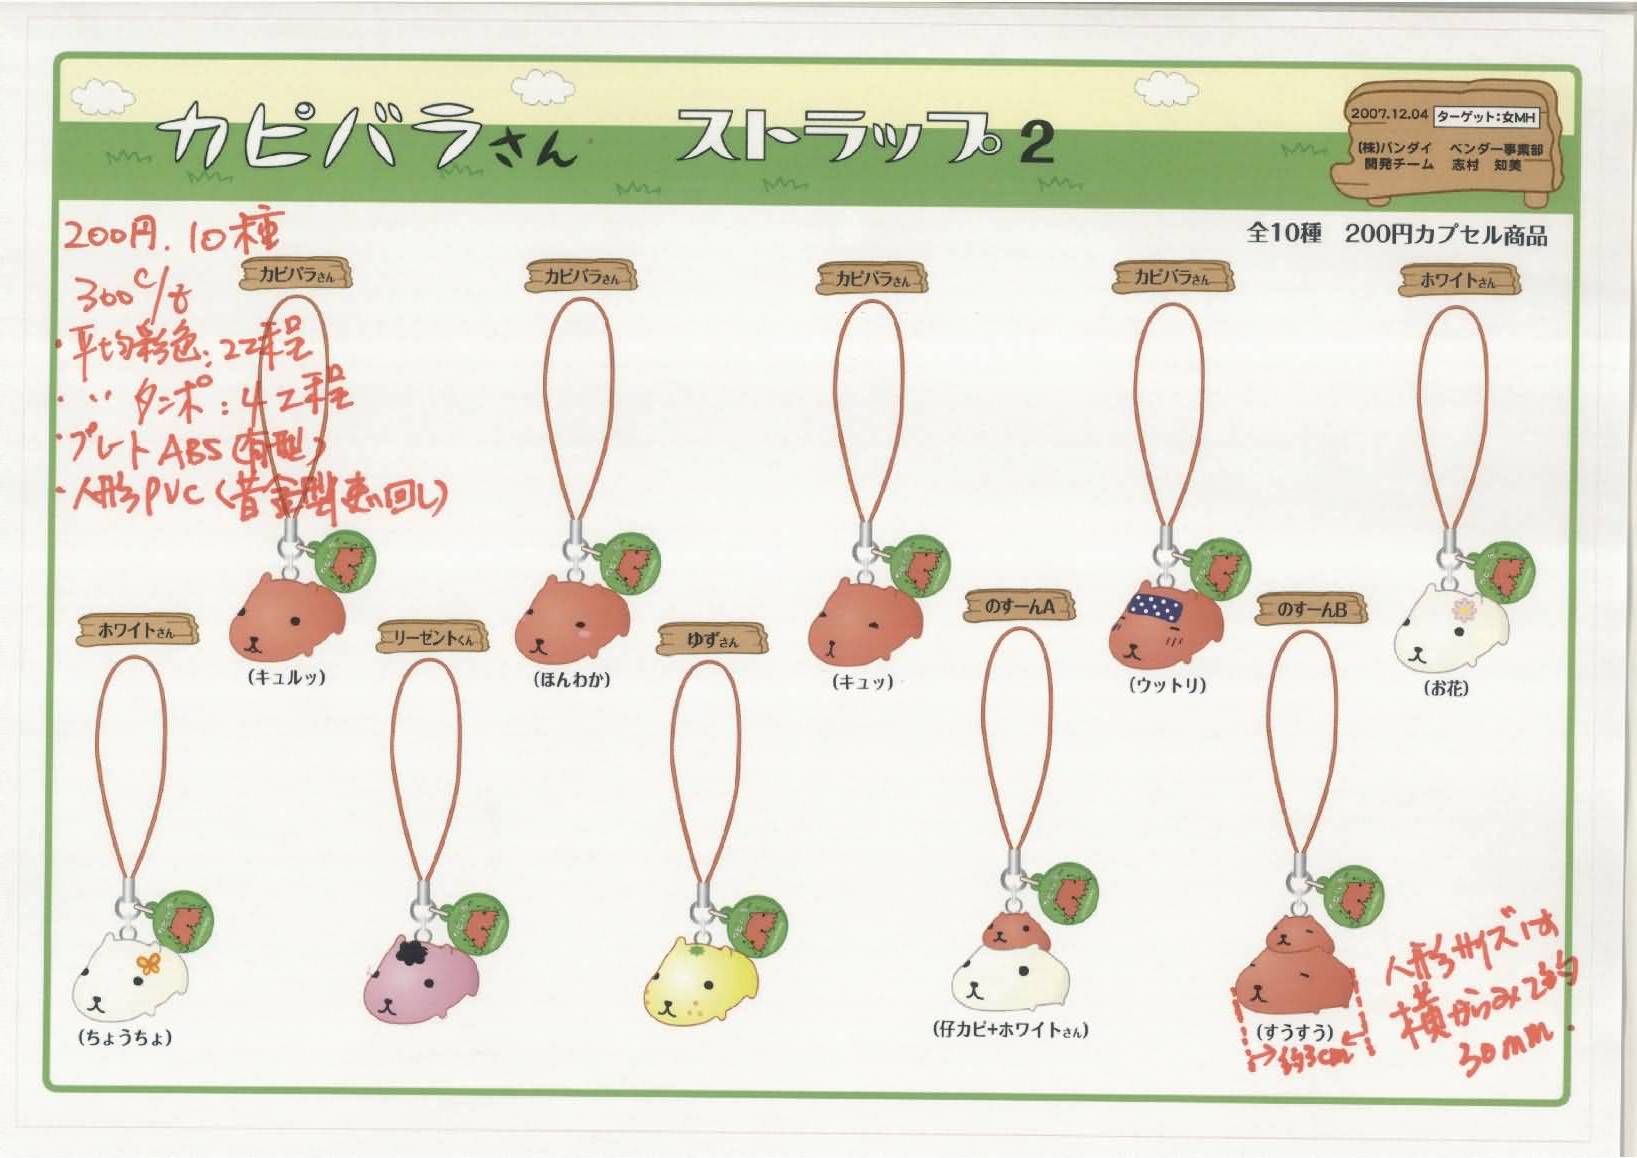 カピバラさん ストラップ 2
2007.12.04 ターゲット:女MH
(株)バンダイ ベンダー事業部
開発チーム 志村 知美
全10種 200円カプセル商品
200円. 10種
300
・平均彩色:2工程
・〃 タンポ:4工程
・プレートABS(有型)
・人形PVC(昔金型使い回し)
カピバラさん
カピバラさん
カピバラさん
カピバラさん
ホワイトさん
(キュルッ)
(ほんわか)
(キュッ)
(ウットリ)
(お花)
ホワイトさん
リーゼントくん
ゆずさん
のすーんA
のすーんB
(ちょうちょ)
(仔カピ+ホワイトさん)
(すうすう)
約3cm
人形サイズは
横からみて約
30mm.